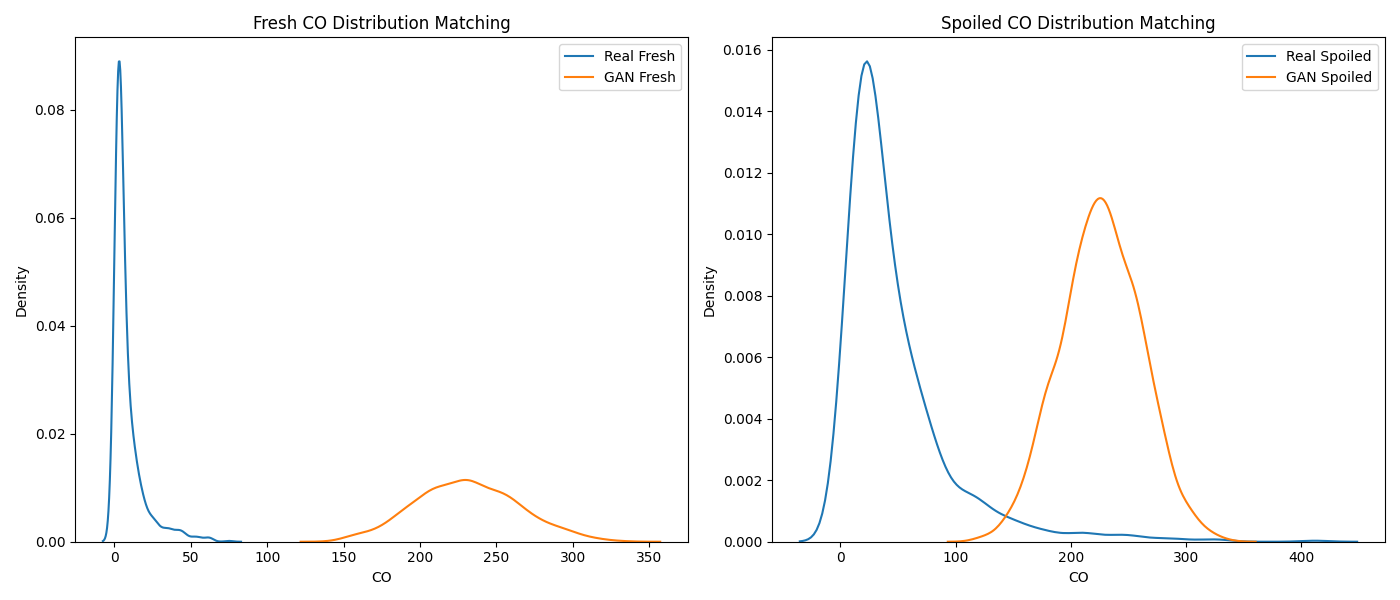 Fresh CO Distribution Matching
Real Fresh
GAN Fresh
0.08
0.06
0.04
0.02
0.00
Density
0 50 100 150 200 250 300 350
CO
Spoiled CO Distribution Matching
Real Spoiled
GAN Spoiled
0.016
0.014
0.012
0.010
0.008
0.006
0.004
0.002
0.000
Density
0 100 200 300 400
CO